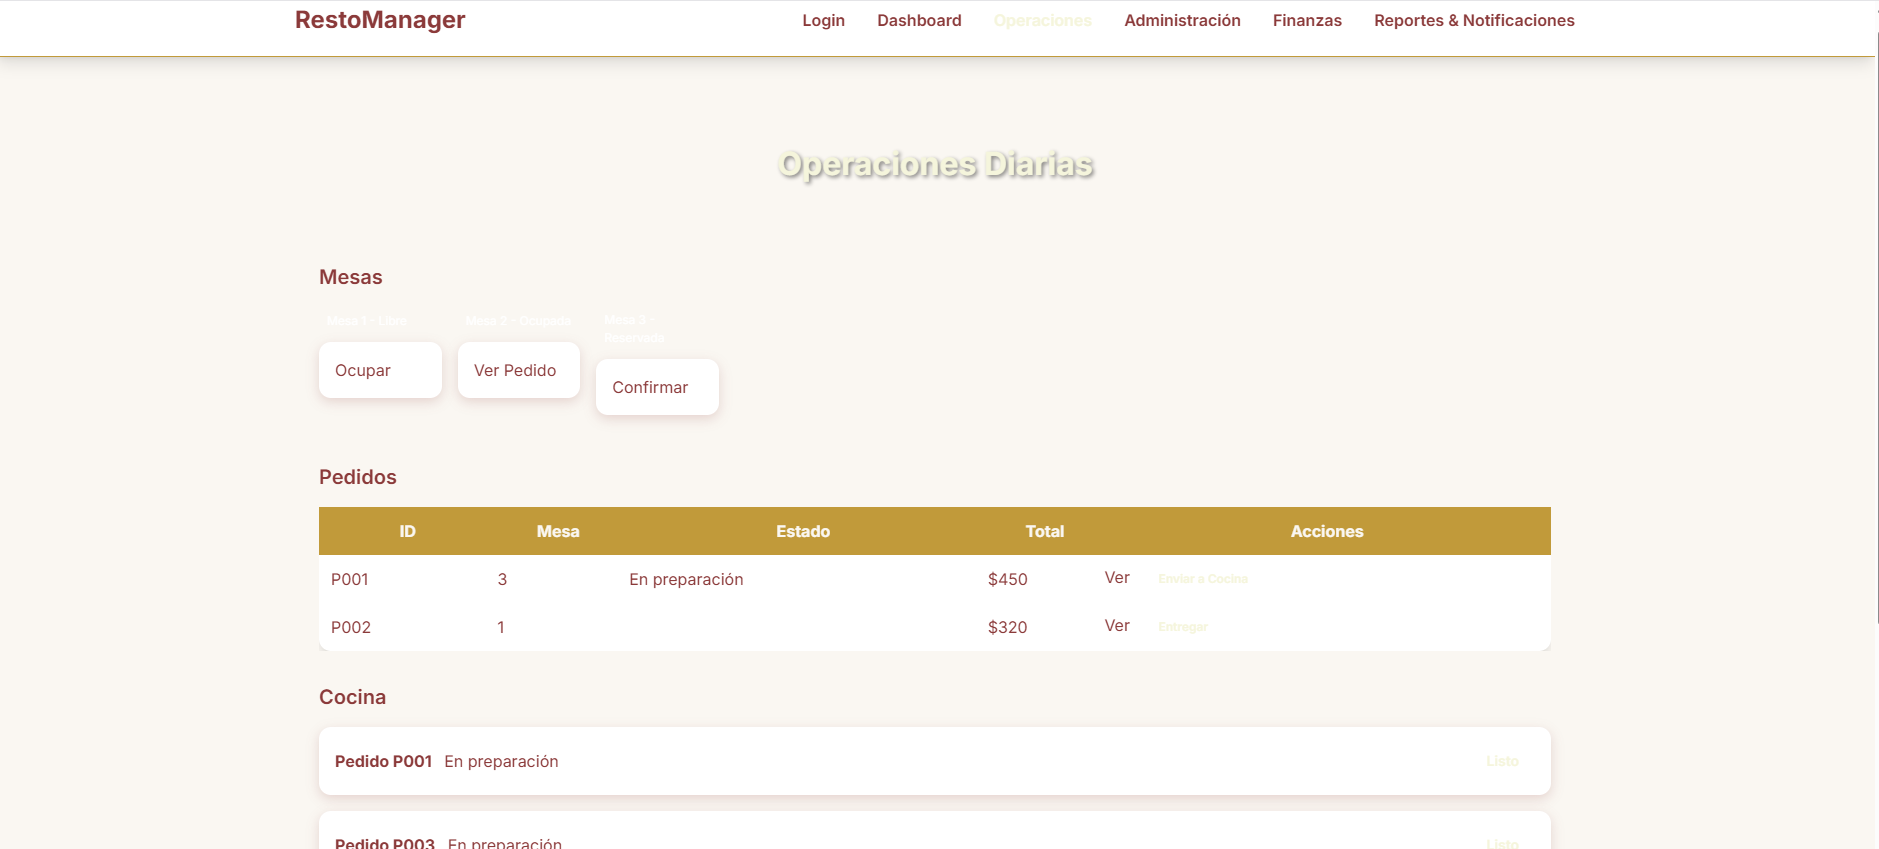 RestoManager
Login Dashboard Operaciones Administración Finanzas Reportes & Notificaciones
Operaciones Diarias
Mesas
Mesa 1 - Libre
Ocupar
Mesa 2 - Ocupada
Ver Pedido
Mesa 3 -
Reservada
Confirmar
Pedidos
ID Mesa Estado Total Acciones
P001 3 En preparación $450 Ver Enviar a Cocina
P002 1 $320 Ver Entregar
Cocina
Pedido P001 En preparación Listo
Pedido P003 En preparación Listo